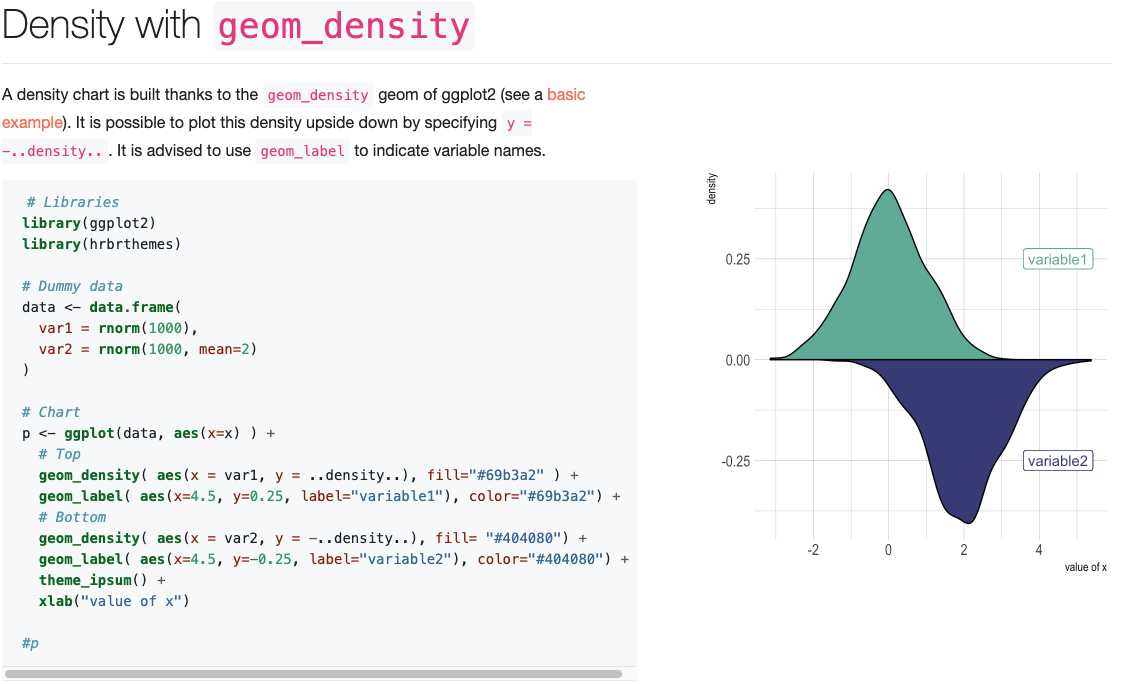 Density with geom_density
A density chart is built thanks to the geom_density geom of ggplot2 (see a basic
example). It is possible to plot this density upside down by specifying y =
-..density.. . It is advised to use geom_label to indicate variable names.
# Libraries
library(ggplot2)
library(hrbrthemes)
# Dummy data
data <- data.frame(
var1 = rnorm(1000),
var2 = rnorm(1000, mean=2)
)
# Chart
p <- ggplot(data, aes(x=x) ) +
# Top
geom_density( aes(x = var1, y = ..density..), fill="#69b3a2" ) +
geom_label( aes(x=4.5, y=0.25, label="variable1"), color="#69b3a2") +
# Bottom
geom_density( aes(x = var2, y = -..density..), fill= "#404080") +
geom_label( aes(x=4.5, y=-0.25, label="variable2"), color="#404080") +
theme_ipsum() +
xlab("value of x")
#p
density
0.25
variable1
0.00
-0.25
variable2
-2 0 2 4
value of x